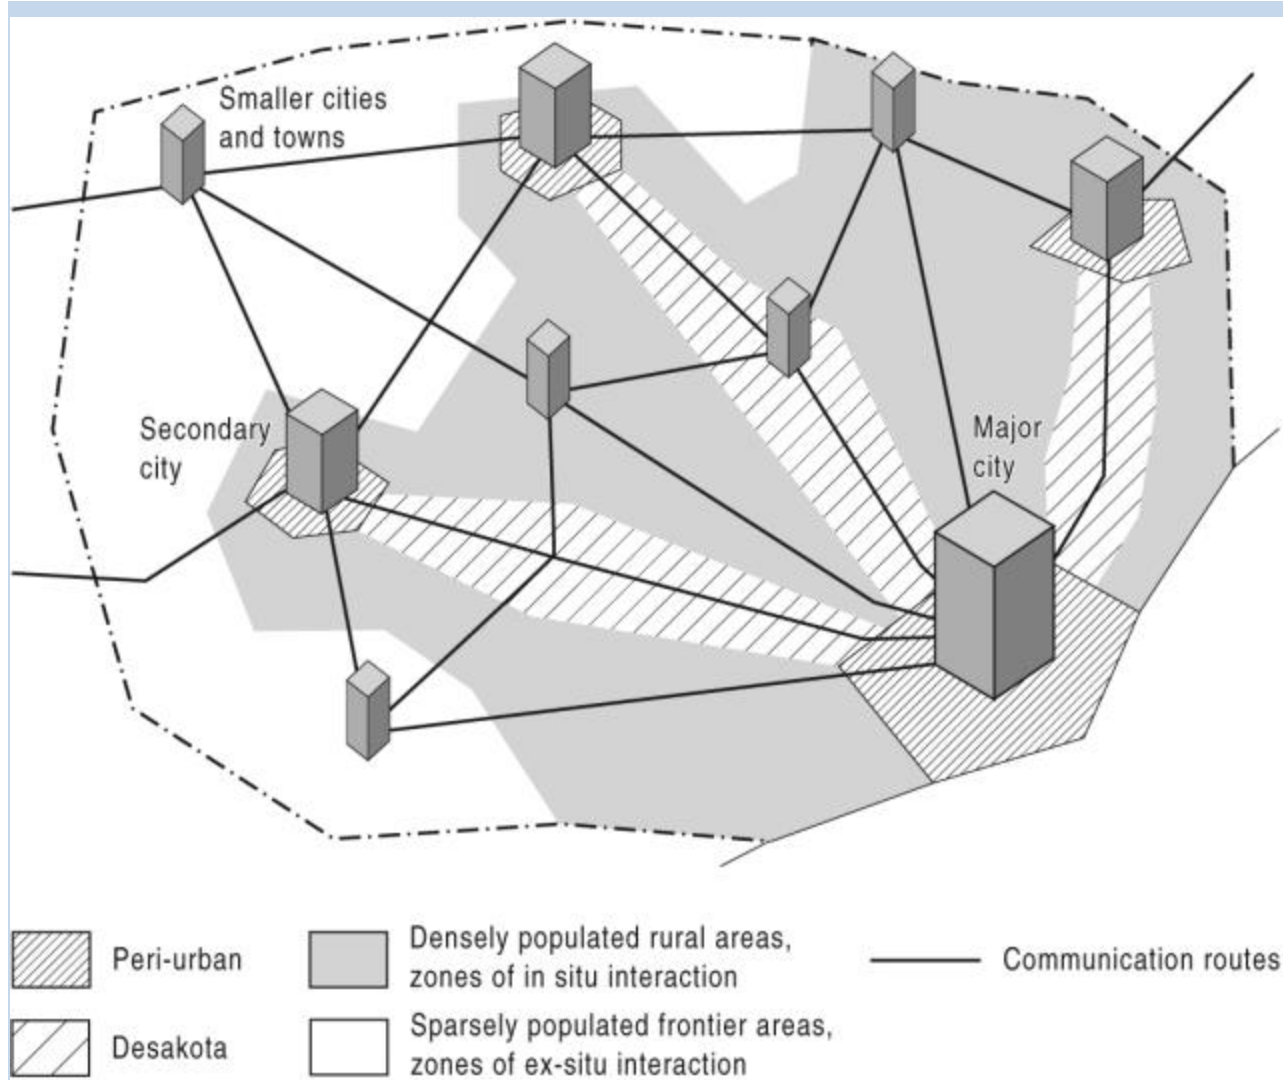 Smaller cities
and towns
Secondary
city
Major
city
Peri-urban
Densely populated rural areas,
zones of in situ interaction
Communication routes
Desakota
Sparsely populated frontier areas,
zones of ex-situ interaction